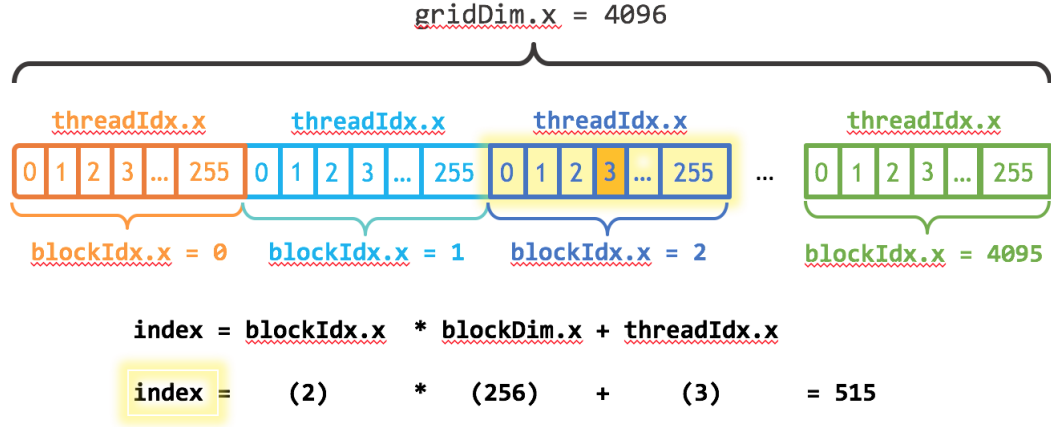 gridDim.x = 4096
threadIdx.x threadIdx.x threadIdx.x threadIdx.x
0 1 2 3 ... 255 0 1 2 3 ... 255 0 1 2 3 ... 255 ... 0 1 2 3 ... 255
blockIdx.x = 0 blockIdx.x = 1 blockIdx.x = 2 blockIdx.x = 4095
index = blockIdx.x * blockDim.x + threadIdx.x
index = (2) * (256) + (3) = 515